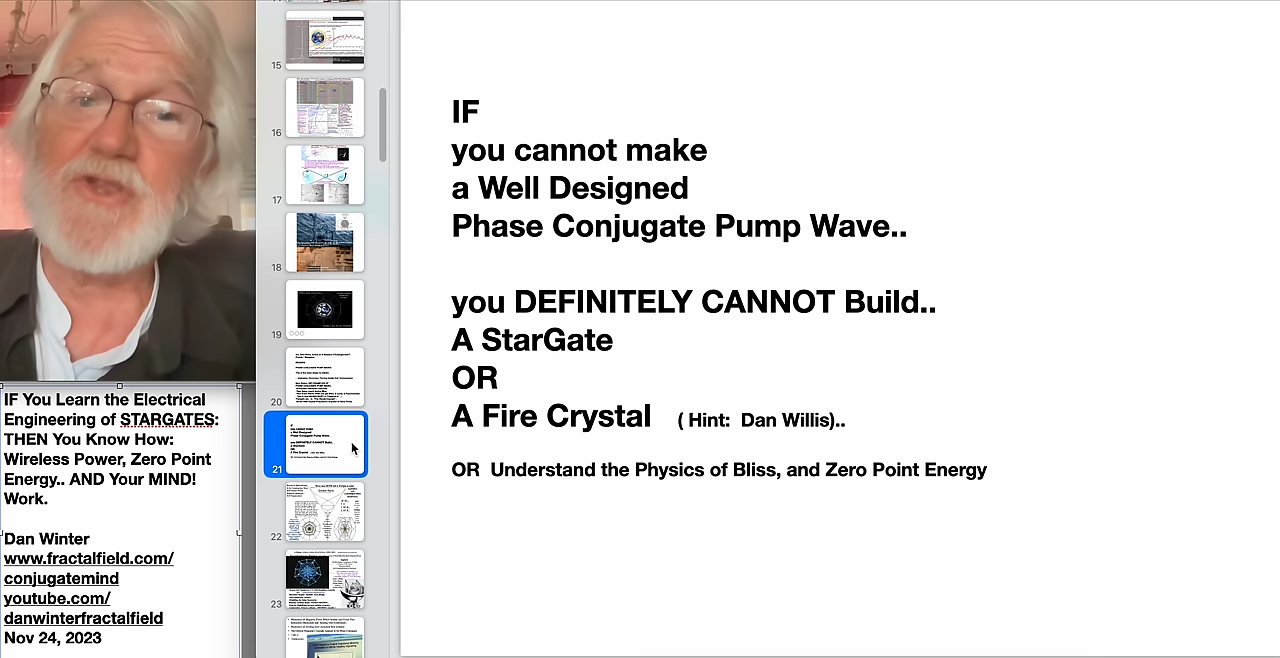 IF
you cannot make
a Well Designed
Phase Conjugate Pump Wave..
you DEFINITELY CANNOT Build..
A StarGate
OR
A Fire Crystal ( Hint: Dan Willis)..
OR Understand the Physics of Bliss, and Zero Point Energy
15
16
17
18
19
20
21
22
23
IF You Learn the Electrical
Engineering of STARGATES:
THEN You Know How:
Wireless Power, Zero Point
Energy.. AND Your MIND!
Work.
Dan Winter
www.fractalfield.com/
conjugatemind
youtube.com/
danwinterfractalfield
Nov 24, 2023